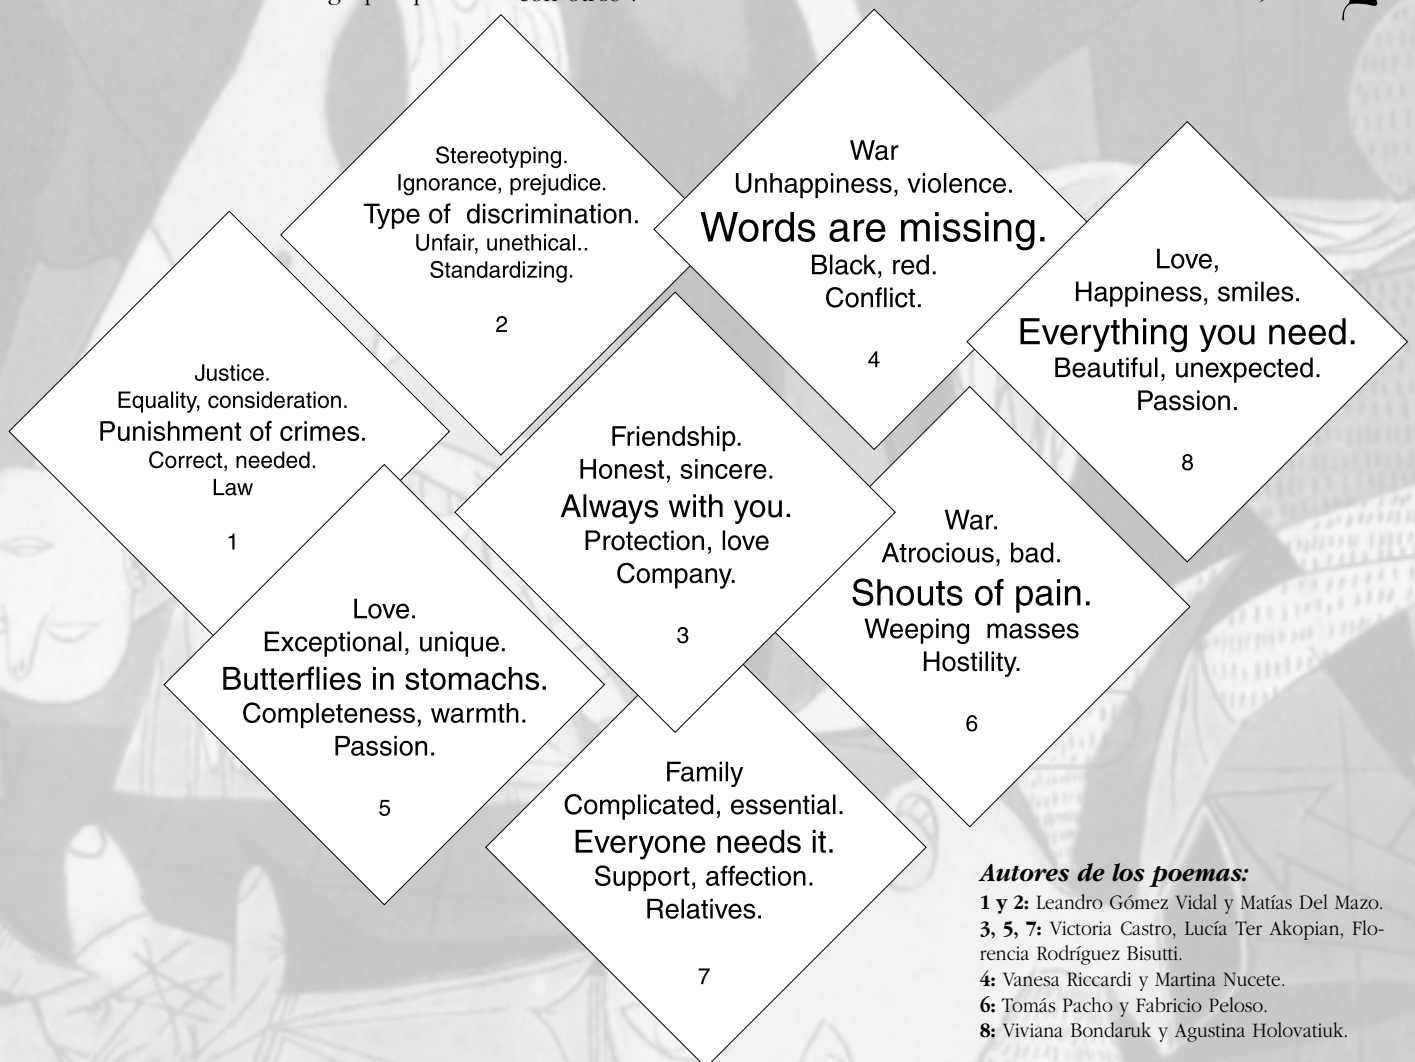 con otros".
Stereotyping.
Ignorance, prejudice.
Type of  discrimination.
Unfair, unethical..
Standardizing.
2
War
Unhappiness, violence.
Words are missing.
Black, red.
Conflict.
4
Love,
Happiness, smiles.
Everything you need.
Beautiful, unexpected.
Passion.
8
Justice.
Equality, consideration.
Punishment of crimes.
Correct, needed.
Law
1
Friendship.
Honest, sincere.
Always with you.
Protection, love
Company.
3
War.
Atrocious, bad.
Shouts of pain.
Weeping  masses
Hostility.
6
Love.
Exceptional, unique.
Butterflies in stomachs.
Completeness, warmth.
Passion.
5
Family
Complicated, essential.
Everyone needs it.
Support, affection.
Relatives.
7
Autores de los poemas:
1 y 2: Leandro Gómez Vidal y Matías Del Mazo.
3, 5, 7: Victoria Castro, Lucía Ter Akopian, Flo-
rencia Rodríguez Bisutti.
4: Vanesa Riccardi y Martina Nucete.
6: Tomás Pacho y Fabricio Peloso.
8: Viviana Bondaruk y Agustina Holovatiuk.